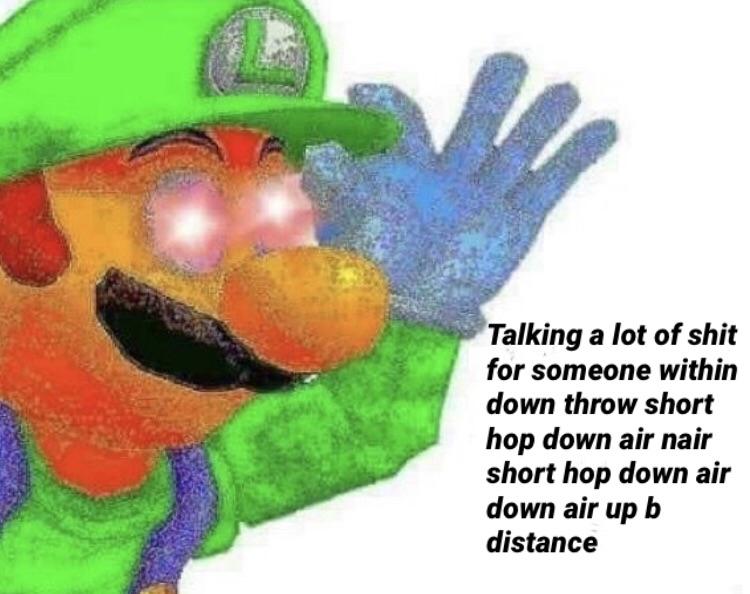 L
Talking a lot of shit
for someone within
down throw short
hop down air nair
short hop down air
down air up b
distance